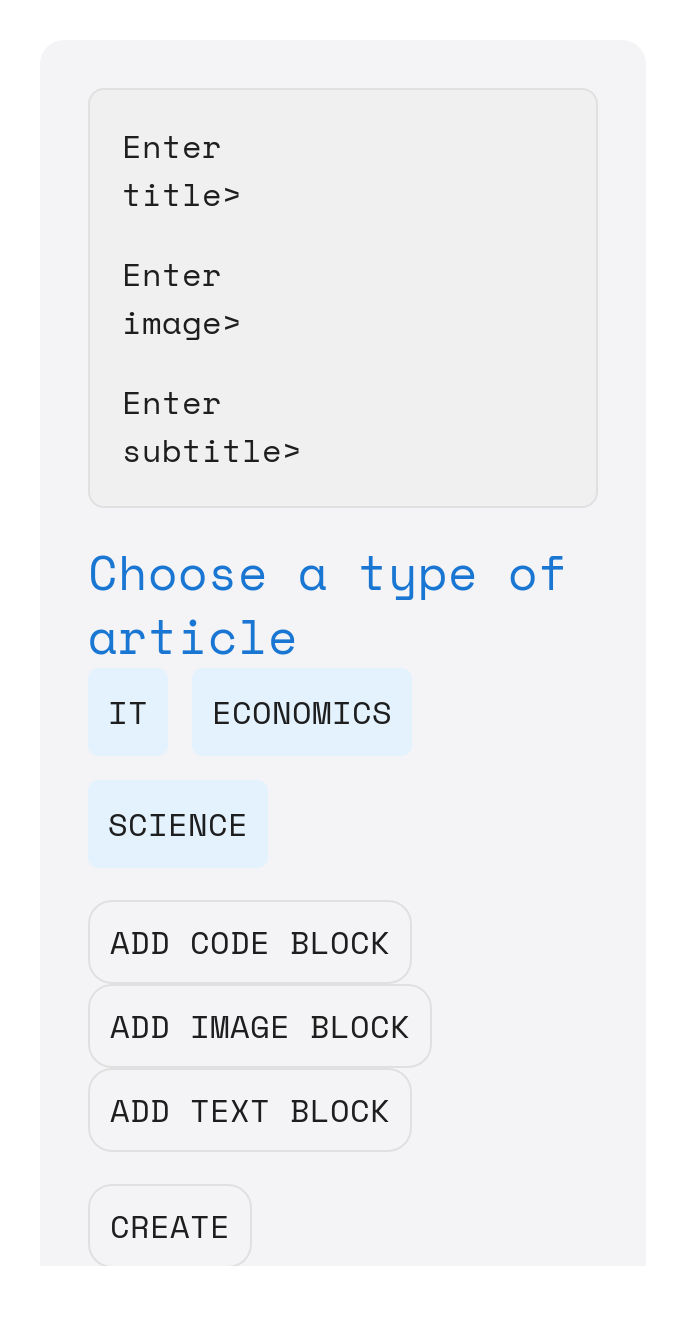 Enter
title>
Enter
image>
Enter
subtitle>
Choose a type of
article
IT ECONOMICS
SCIENCE
ADD CODE BLOCK
ADD IMAGE BLOCK
ADD TEXT BLOCK
CREATE